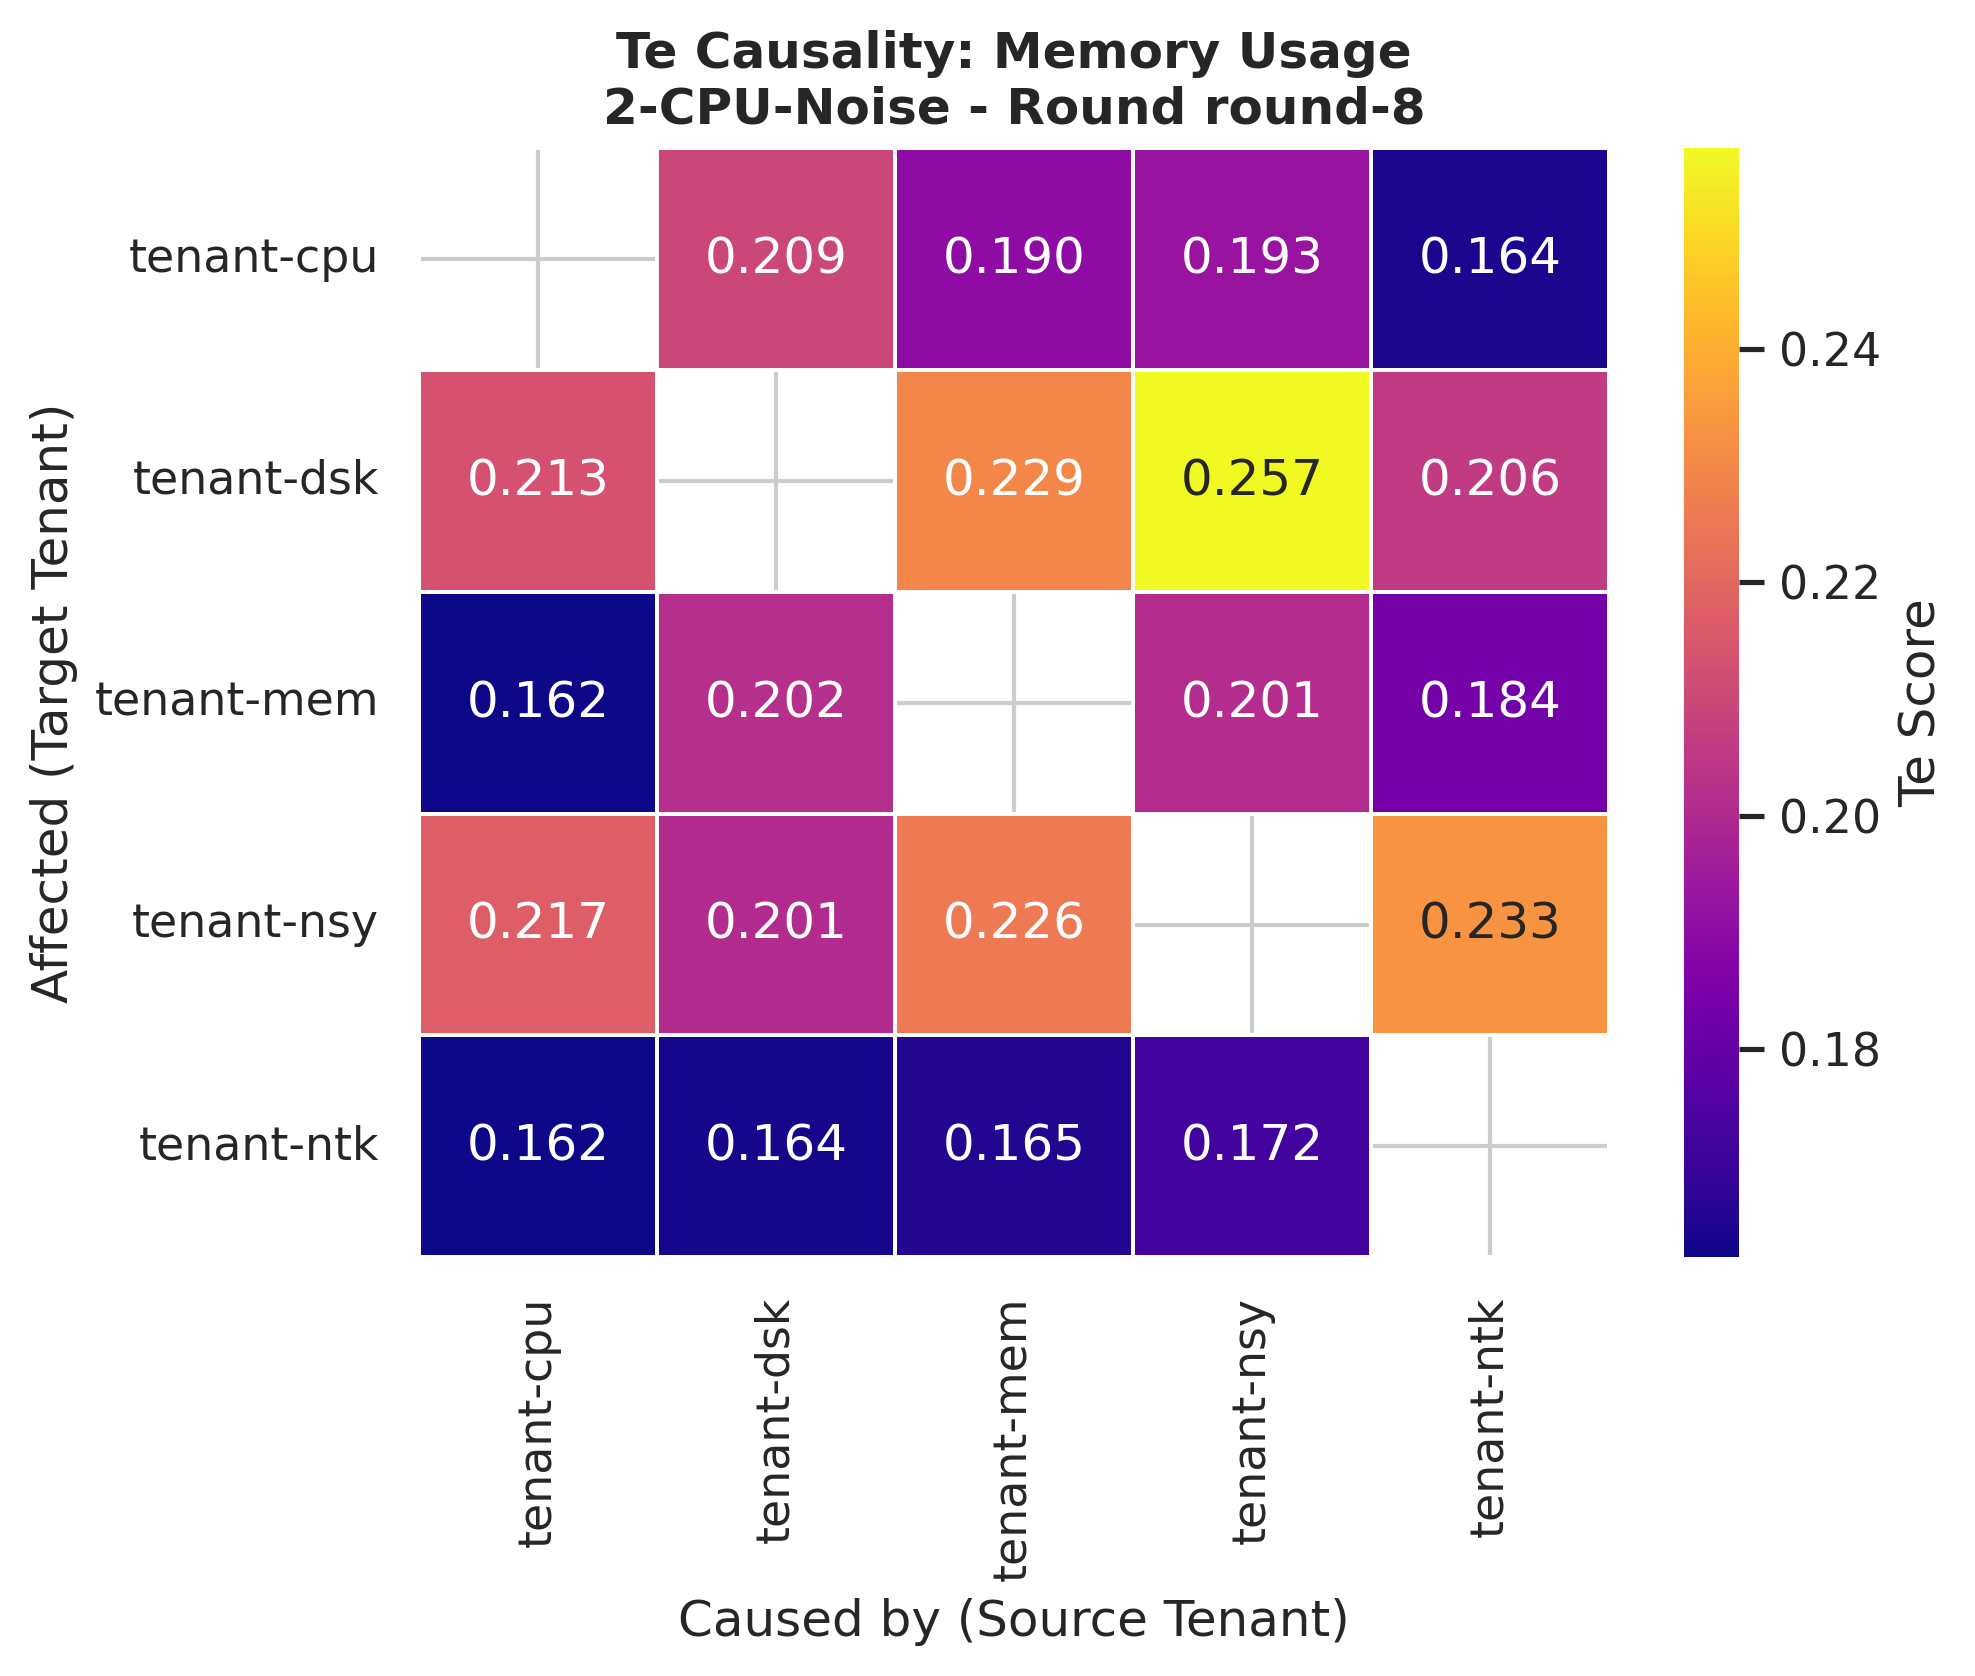 Te Causality: Memory Usage
2-CPU-Noise - Round round-8
tenant-cpu 0.209 0.190 0.193 0.164
tenant-dsk 0.213 0.229 0.257 0.206
tenant-mem 0.162 0.202 0.201 0.184
tenant-nsy 0.217 0.201 0.226 0.233
tenant-ntk 0.162 0.164 0.165 0.172
Affected (Target Tenant)
tenant-cpu
tenant-dsk
tenant-mem
tenant-nsy
tenant-ntk
Caused by (Source Tenant)
0.24
0.22
0.20
0.18
Te Score